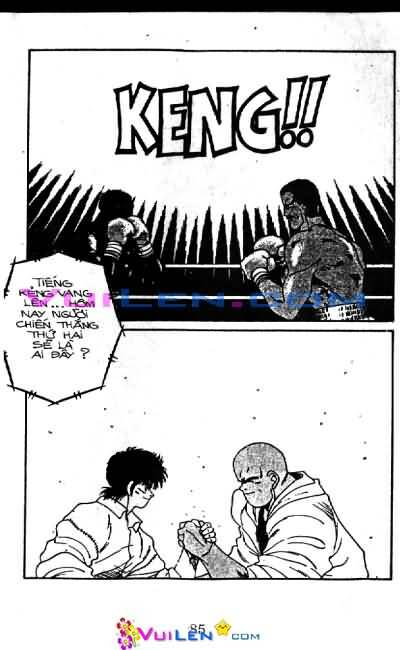 KENG!!
TIẾNG
KENG VANG
LÊN... HÔM
NAY NGƯỜI
CHIẾN THẮNG
THỨ HAI
SẼ LÀ
AI ĐÂY?
VUILEN.COM
85
VUILEN COM